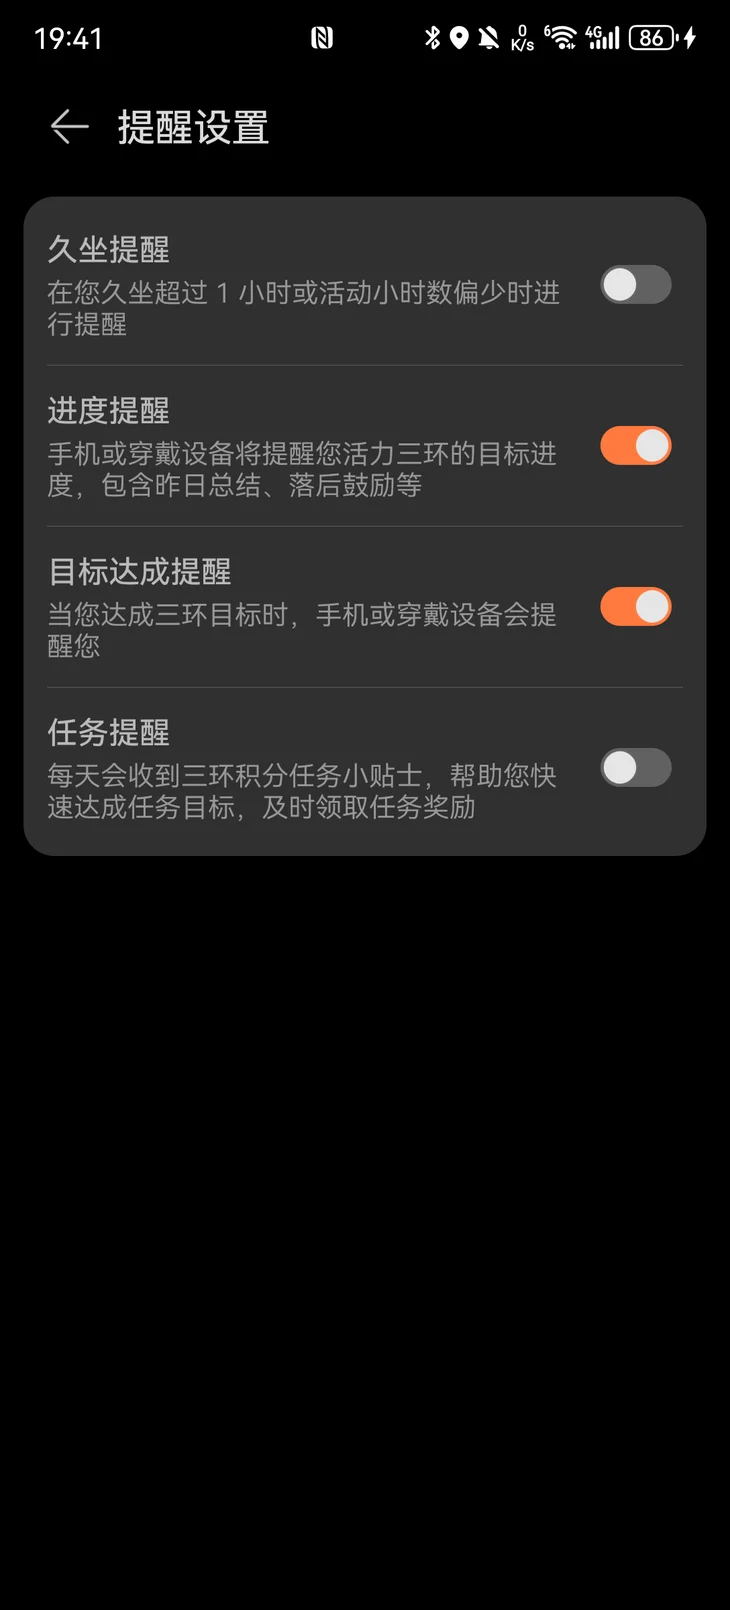 19:41
0
K/s
6
4G
86
提醒设置
久坐提醒
在您久坐超过 1 小时或活动小时数偏少时进
行提醒
进度提醒
手机或穿戴设备将提醒您活力三环的目标进
度，包含昨日总结、落后鼓励等
目标达成提醒
当您达成三环目标时，手机或穿戴设备会提
醒您
任务提醒
每天会收到三环积分任务小贴士，帮助您快
速达成任务目标，及时领取任务奖励